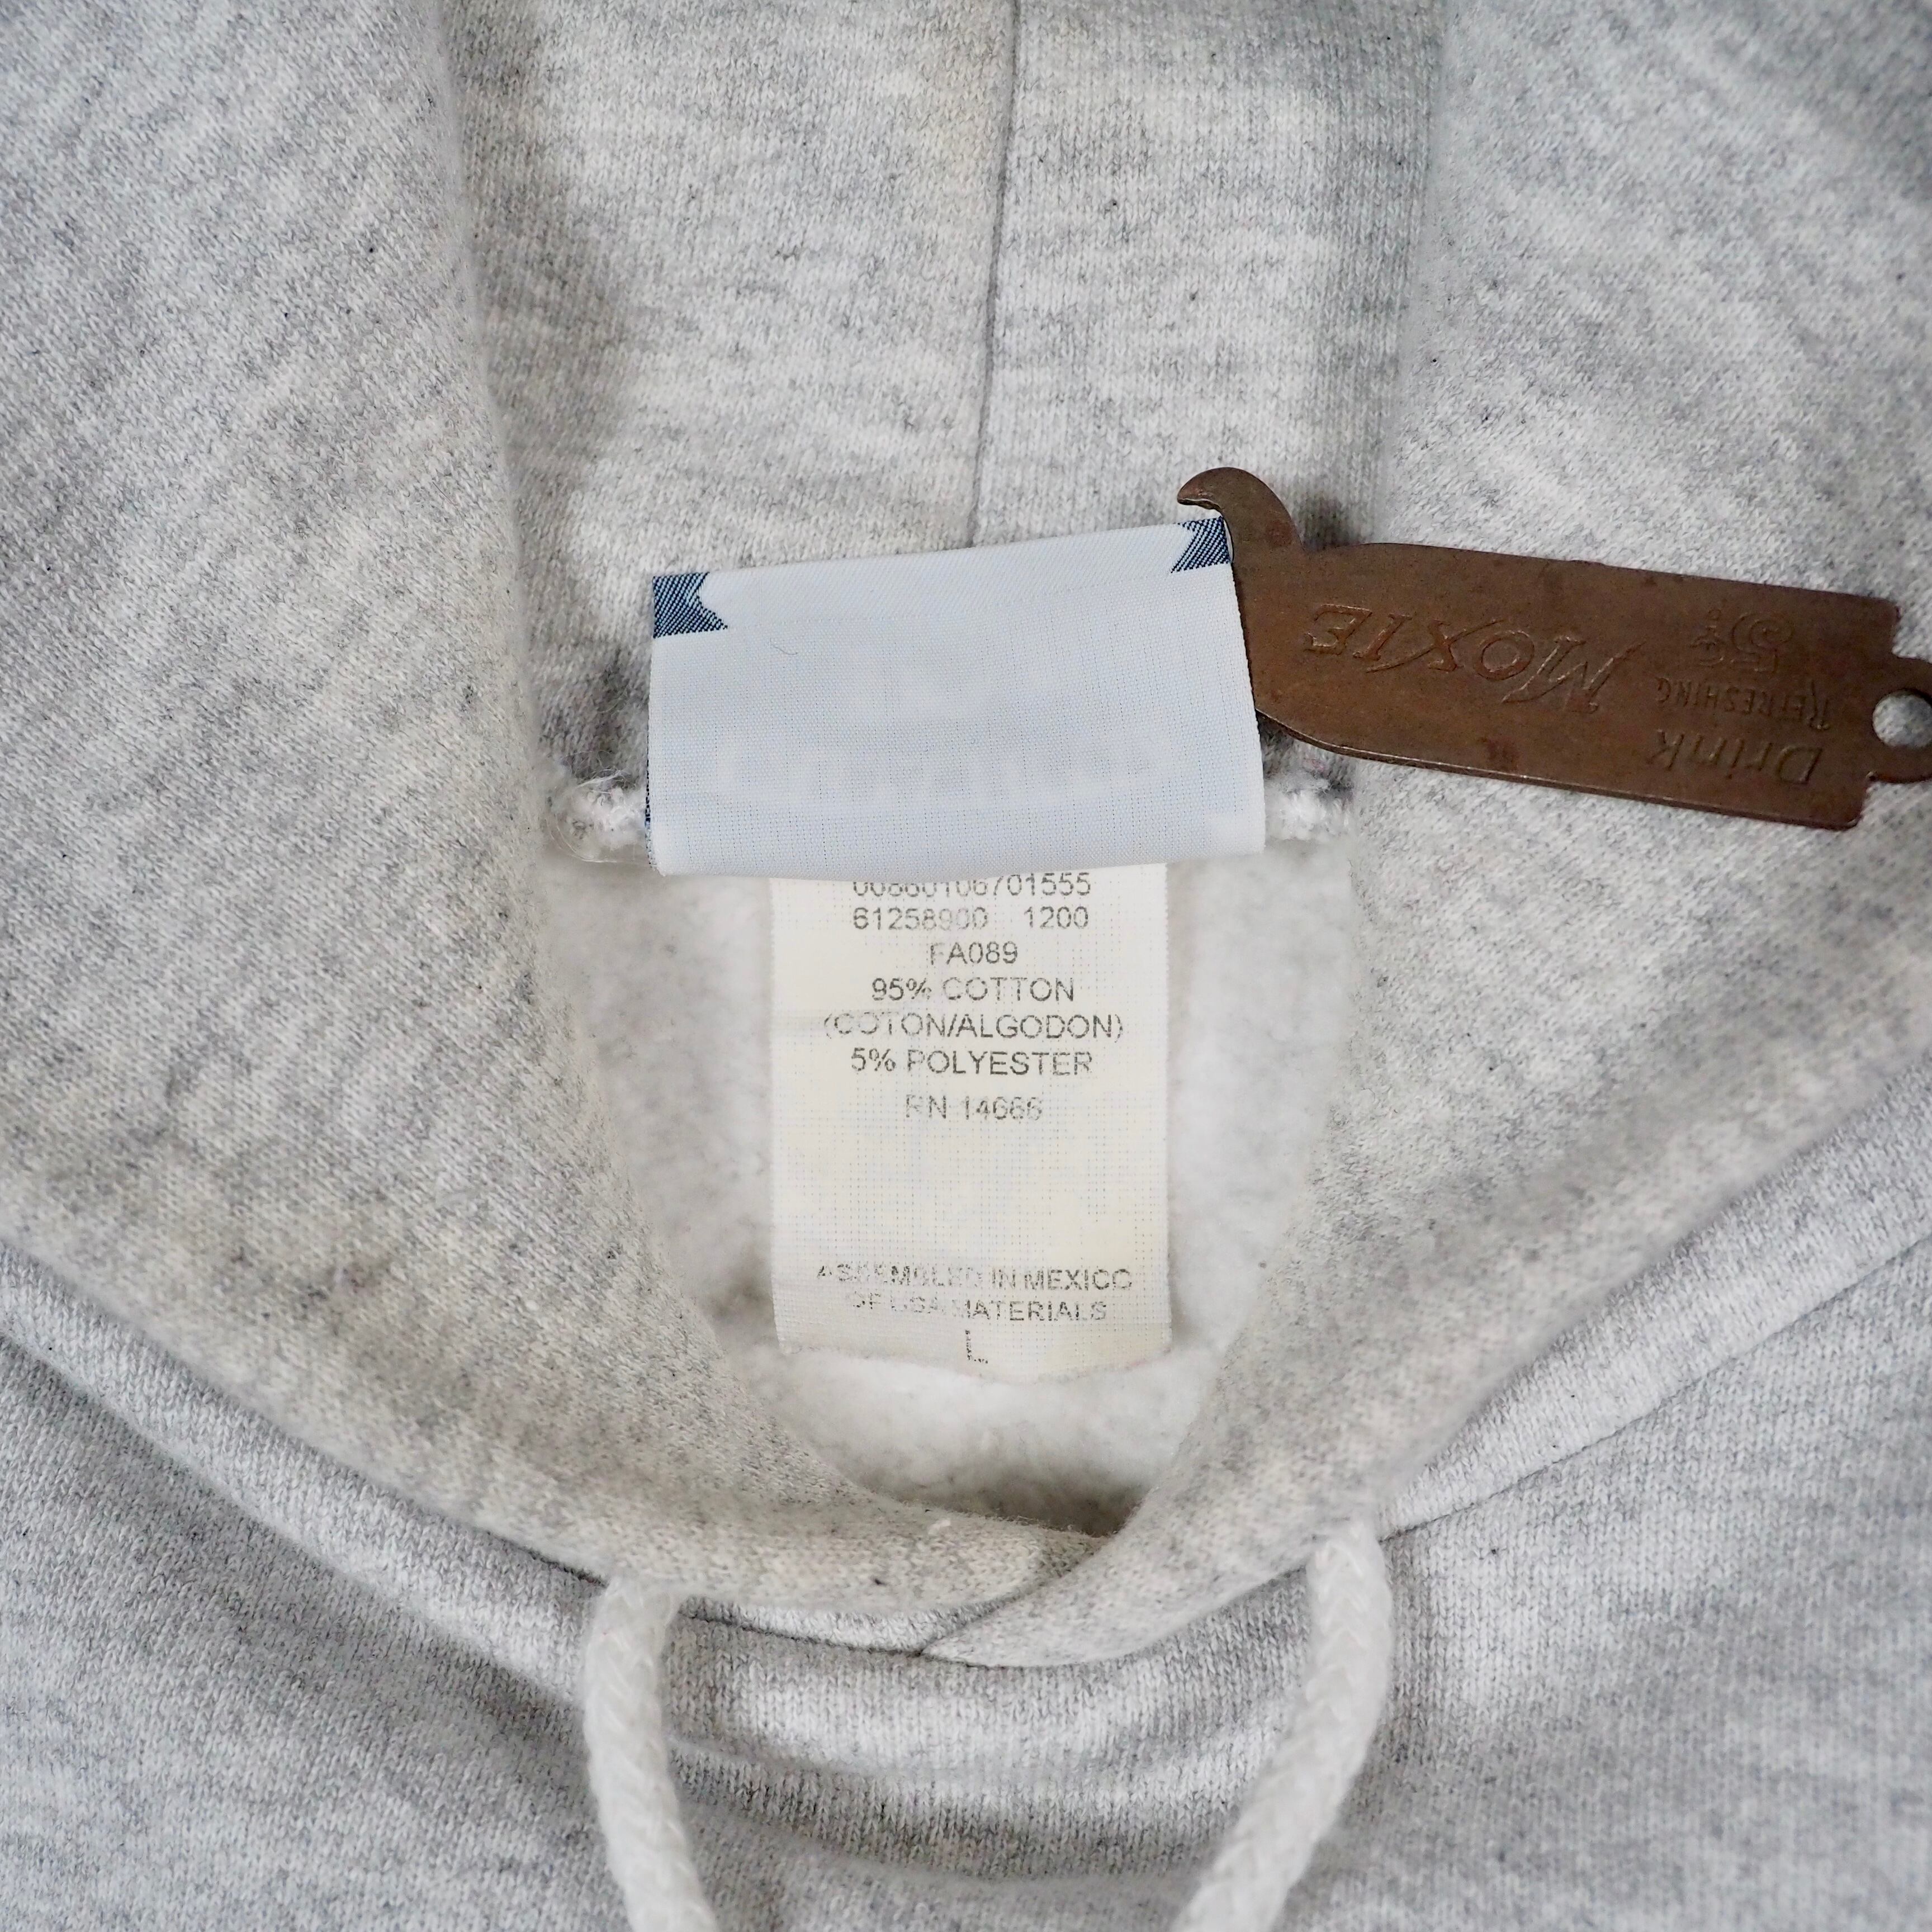 00860106701555
61258900 1200
FA089
95% COTTON
(COTON/ALGODON)
5% POLYESTER
RN 14666
ASSEMBLED IN MEXICO
OF USA MATERIALS
L
Drink
REFRESHING
5¢
MOXIE